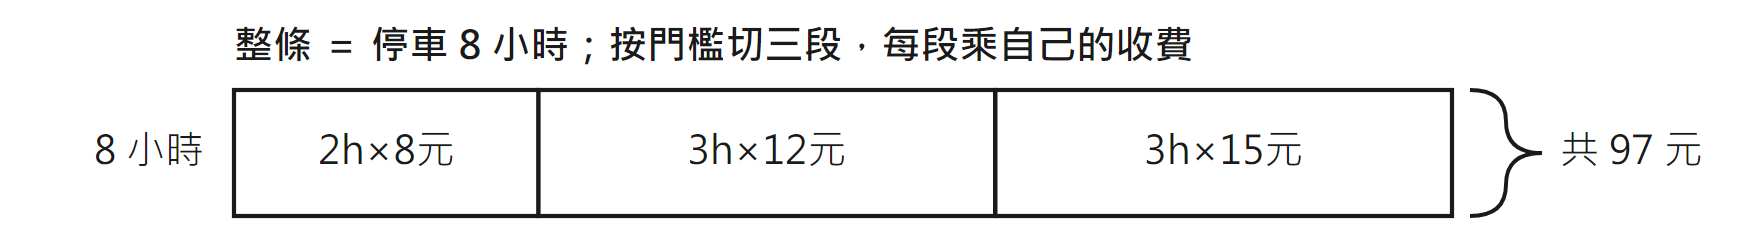 整條 = 停車 8 小時；按門檻切三段，每段乘自己的收費
8 小時
2h×8元
3h×12元
3h×15元
共 97 元